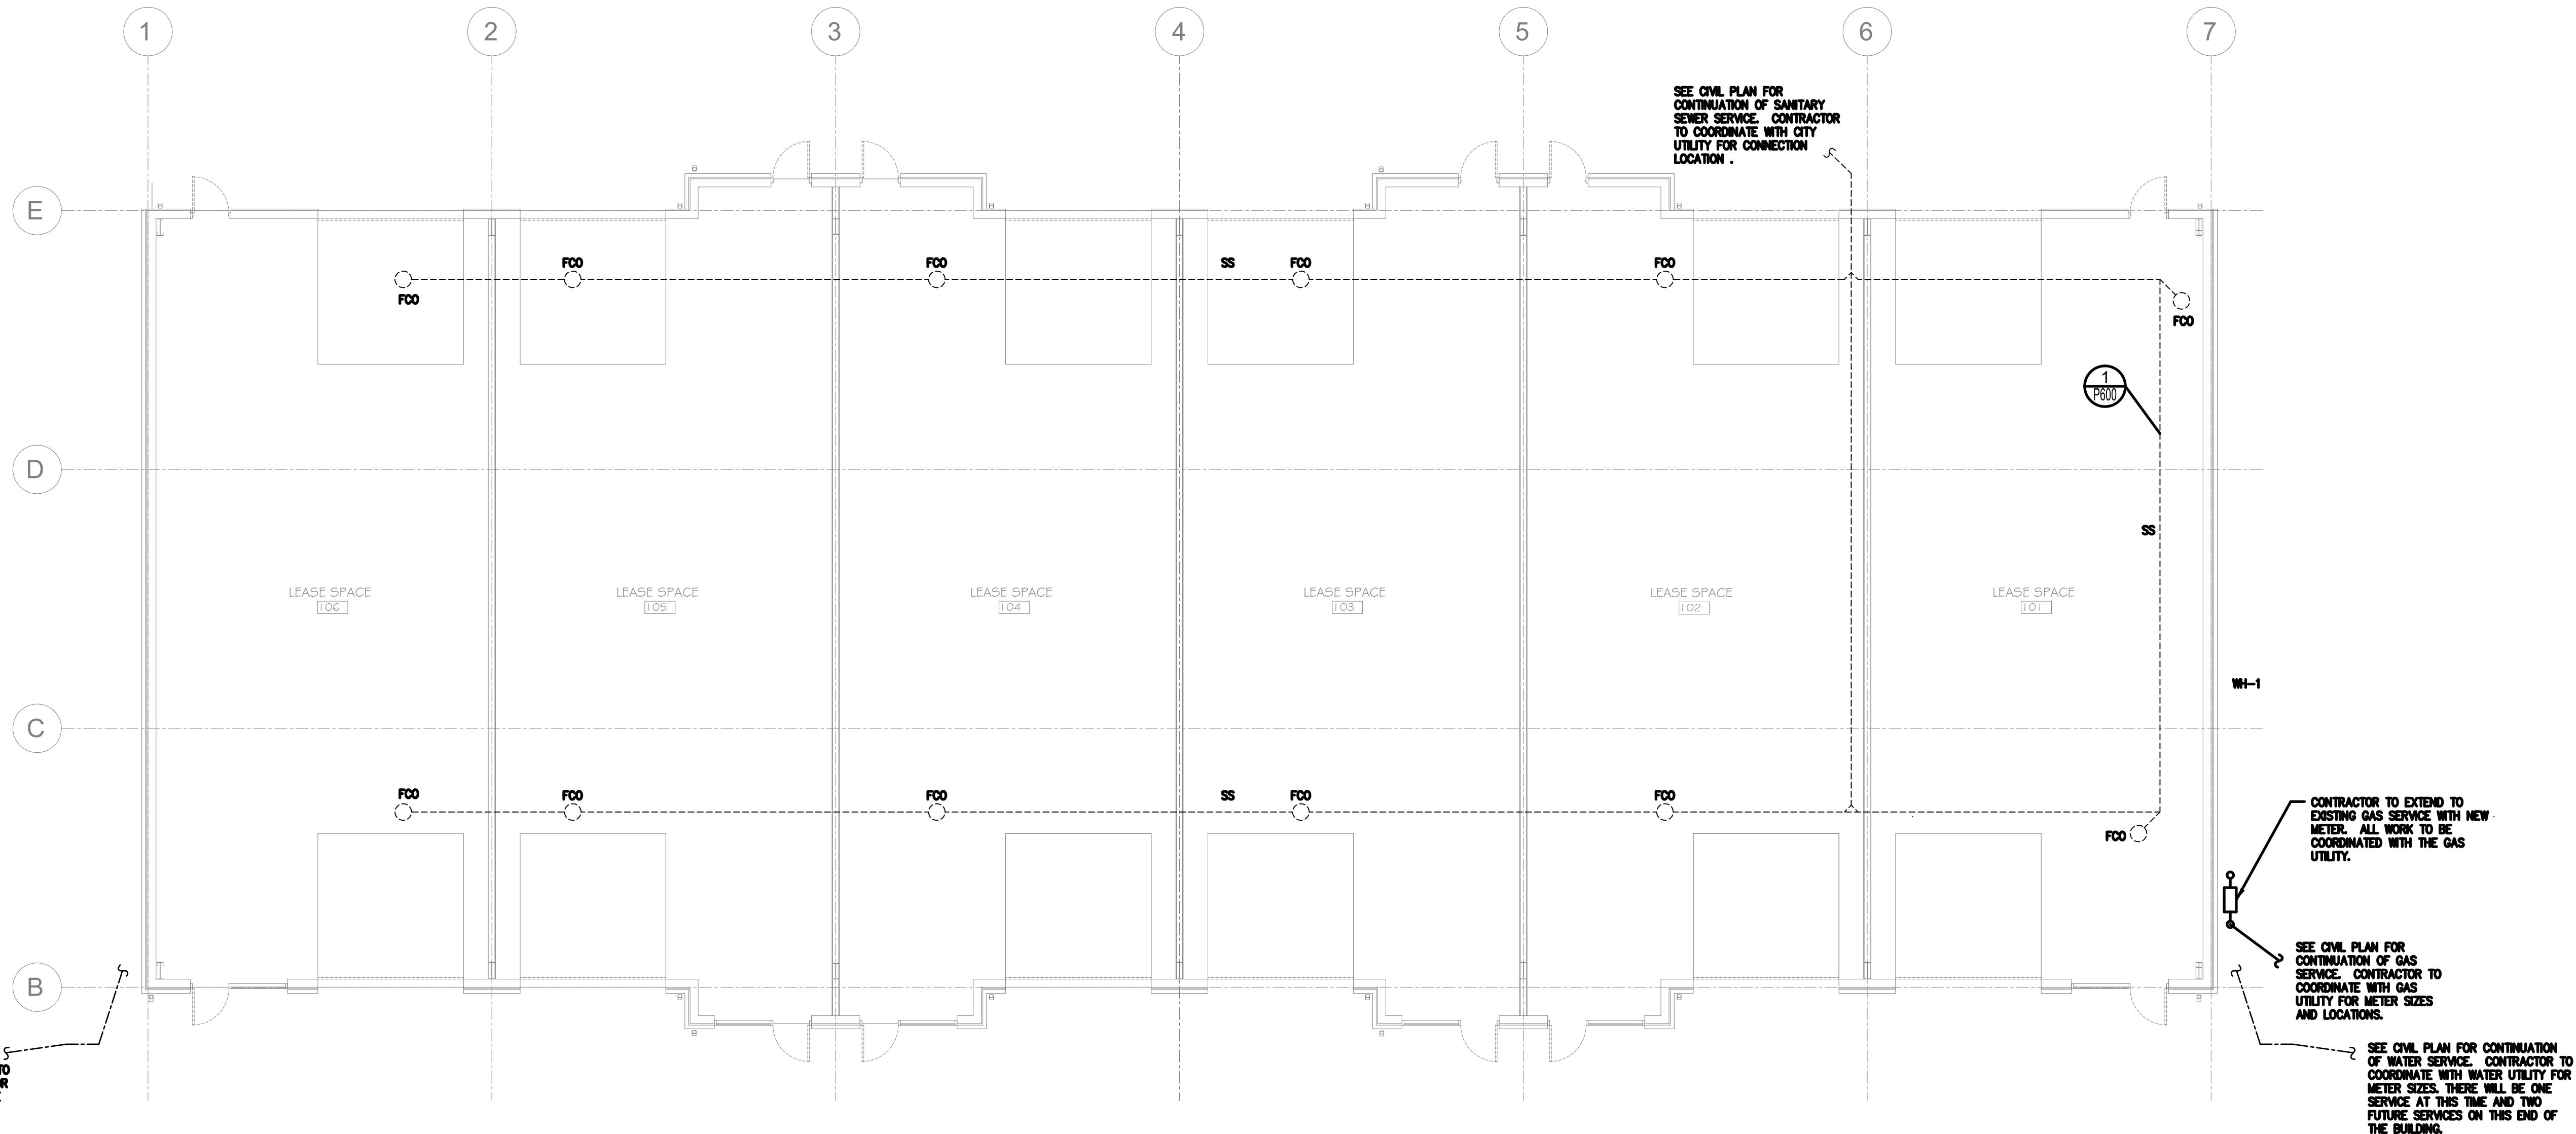 1
2
3
4
5
6
7
SEE CIVIL PLAN FOR
CONTINUATION OF SANITARY
SEWER SERVICE. CONTRACTOR
TO COORDINATE WITH CITY
UTILITY FOR CONNECTION
LOCATION .
E
FCO
FCO
FCO
SS
FCO
FCO
FCO
1
P600
D
SS
LEASE SPACE
106
LEASE SPACE
105
LEASE SPACE
104
LEASE SPACE
103
LEASE SPACE
102
LEASE SPACE
101
WH-1
C
FCO
FCO
FCO
SS
FCO
FCO
FCO
CONTRACTOR TO EXTEND TO
EXISTING GAS SERVICE WITH NEW
METER. ALL WORK TO BE
COORDINATED WITH THE GAS
UTILITY.
B
SEE CIVIL PLAN FOR
CONTINUATION OF GAS
SERVICE. CONTRACTOR TO
COORDINATE WITH GAS
UTILITY FOR METER SIZES
AND LOCATIONS.
TO
OR
SEE CIVIL PLAN FOR CONTINUATION
OF WATER SERVICE. CONTRACTOR TO
COORDINATE WITH WATER UTILITY FOR
METER SIZES. THERE WILL BE ONE
SERVICE AT THIS TIME AND TWO
FUTURE SERVICES ON THIS END OF
THE BUILDING.